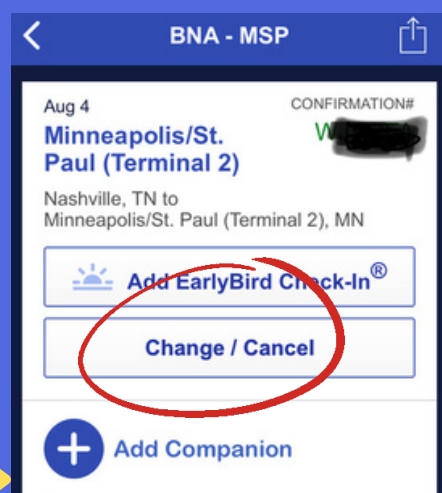 BNA - MSP
Aug 4
CONFIRMATION#
Minneapolis/St.
W
Paul (Terminal 2)
Nashville, TN to
Minneapolis/St. Paul (Terminal 2), MN
Add EarlyBird Check-In®
Change / Cancel
Add Companion